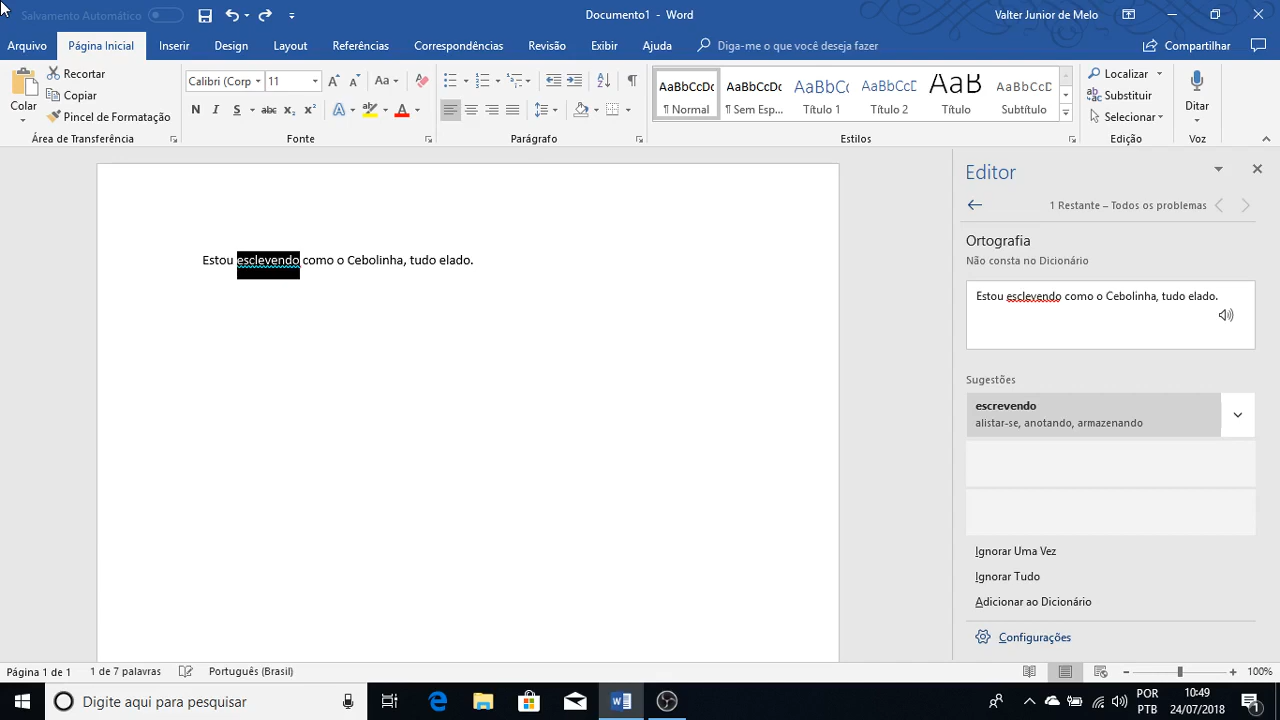 Salvamento Automático
Documento1 - Word
Valter Junior de Melo
Arquivo
Página Inicial
Inserir
Design
Layout
Referências
Correspondências
Revisão
Exibir
Ajuda
Diga-me o que você deseja fazer
Compartilhar
Colar
Recortar
Copiar
Pincel de Formatação
Área de Transferência
Calibri (Corp
11
Aa
N I S abc x₂ x²
Fonte
Parágrafo
AaBbCcDc
¶ Normal
AaBbCcDc
¶ Sem Esp...
AaBbCc
Título 1
AaBbCcD
Título 2
AaB
Título
AaBbCcD
Subtítulo
Estilos
Localizar
Substituir
Selecionar
Edição
Ditar
Voz
Estou esclevendo como o Cebolinha, tudo elado.
Editor
1 Restante – Todos os problemas
Ortografia
Não consta no Dicionário
Estou esclevendo como o Cebolinha, tudo elado.
Sugestões
escrevendo
alistar-se, anotando, armazenando
Ignorar Uma Vez
Ignorar Tudo
Adicionar ao Dicionário
Configurações
Página 1 de 1
1 de 7 palavras
Português (Brasil)
100%
Digite aqui para pesquisar
POR
PTB
10:49
24/07/2018